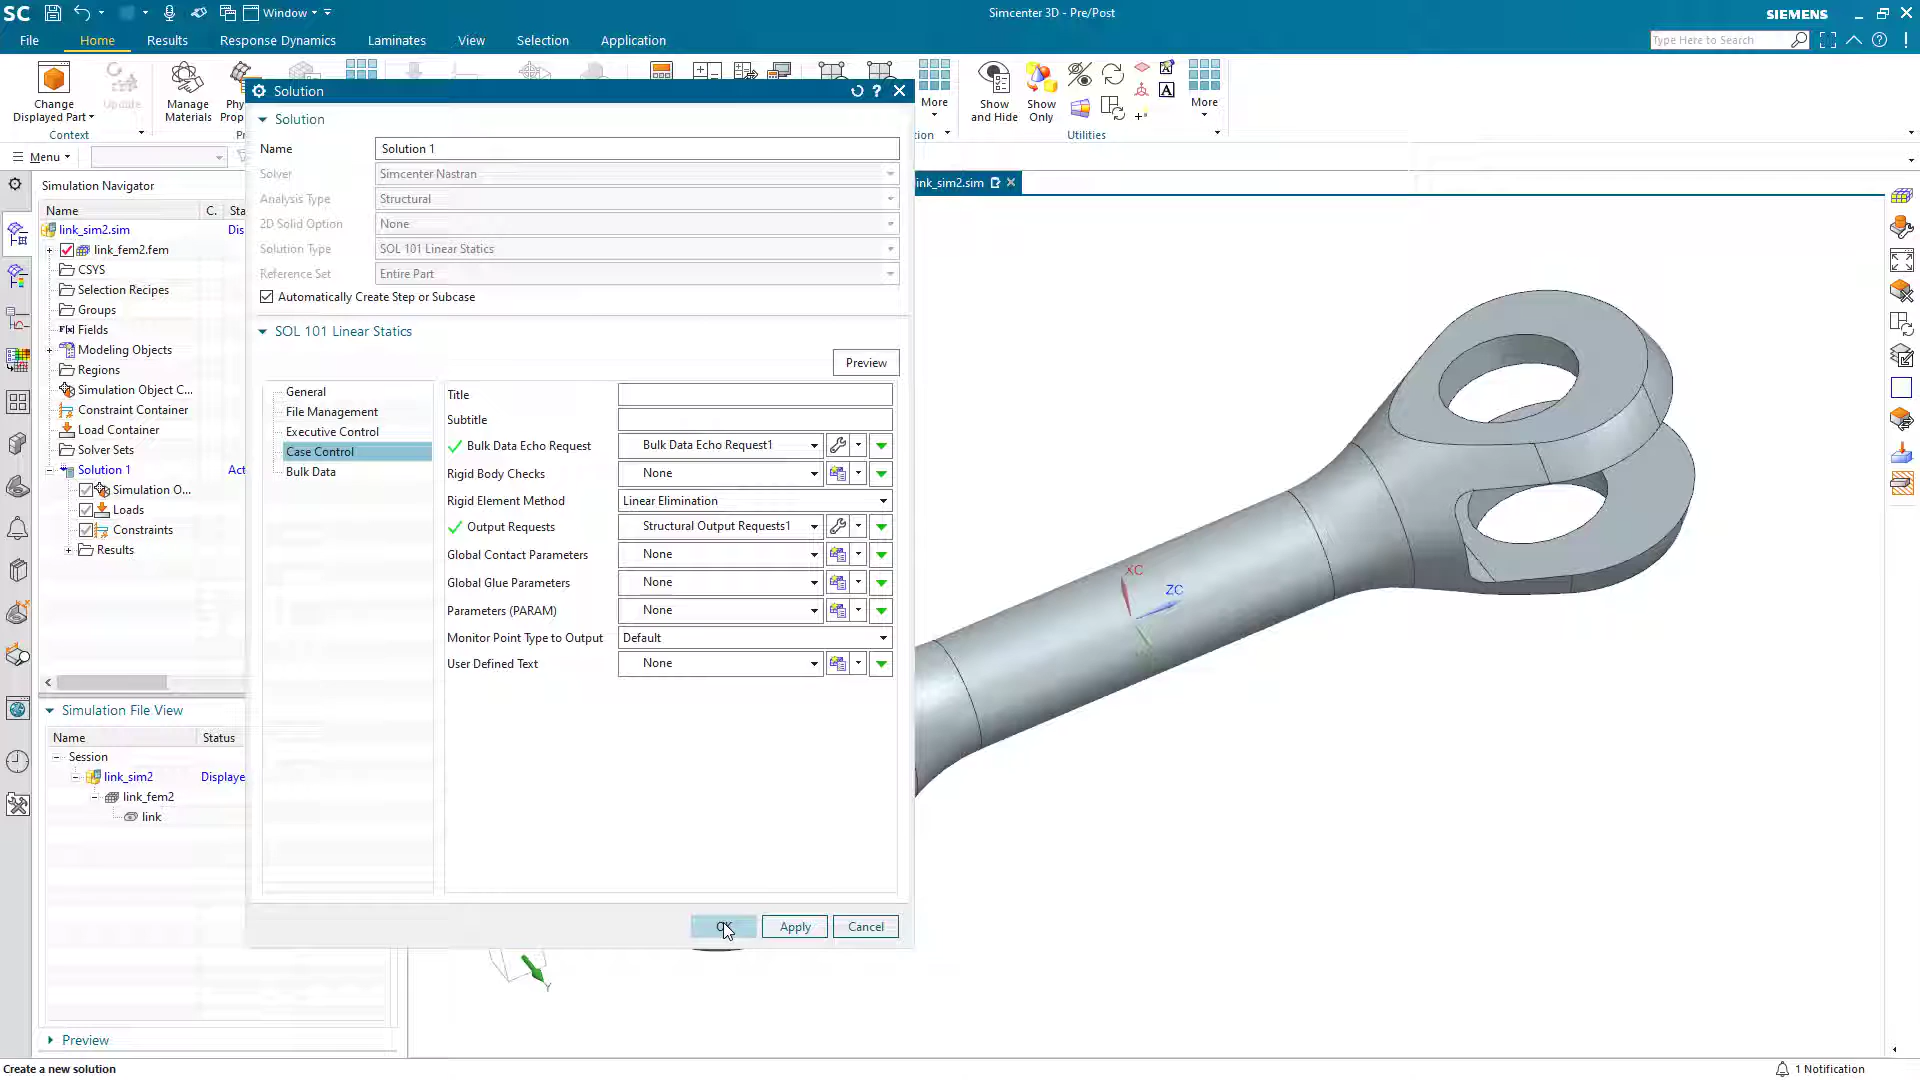 SC
Window
Simcenter 3D - Pre/Post
SIEMENS
File
Home
Results
Response Dynamics
Laminates
View
Selection
Application
Type Here to Search
Change
Displayed Part
Update
Manage
Materials
Context
More
Show
and Hide
Show
Only
More
Utilities
Menu
Simulation Navigator
Name
C.
Sta
link_sim2.sim
Dis
link_fem2.fem
CSYS
Selection Recipes
Groups
Fields
Modeling Objects
Regions
Simulation Object C...
Constraint Container
Load Container
Solver Sets
Solution 1
Act
Simulation O...
Loads
Constraints
Results
Simulation File View
Name
Status
Session
link_sim2
Displaye
link_fem2
link
Preview
Solution
Solution
Name
Solution 1
Solver
Simcenter Nastran
Analysis Type
Structural
2D Solid Option
None
Solution Type
SOL 101 Linear Statics
Reference Set
Entire Part
Automatically Create Step or Subcase
SOL 101 Linear Statics
Preview
General
File Management
Executive Control
Case Control
Bulk Data
Title
Subtitle
Bulk Data Echo Request
Bulk Data Echo Request1
Rigid Body Checks
None
Rigid Element Method
Linear Elimination
Output Requests
Structural Output Requests1
Global Contact Parameters
None
Global Glue Parameters
None
Parameters (PARAM)
None
Monitor Point Type to Output
Default
User Defined Text
None
OK
Apply
Cancel
ink_sim2.sim
XC
ZC
Y
Create a new solution
1 Notification